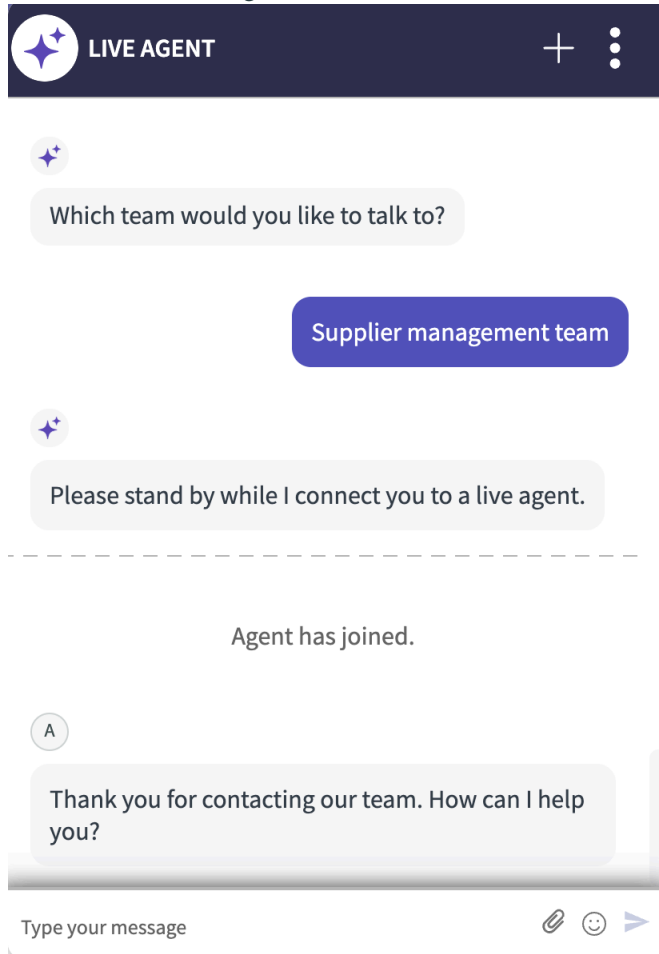 LIVE AGENT
Which team would you like to talk to?
Supplier management team
Please stand by while I connect you to a live agent.
Agent has joined.
A
Thank you for contacting our team. How can I help
you?
Type your message